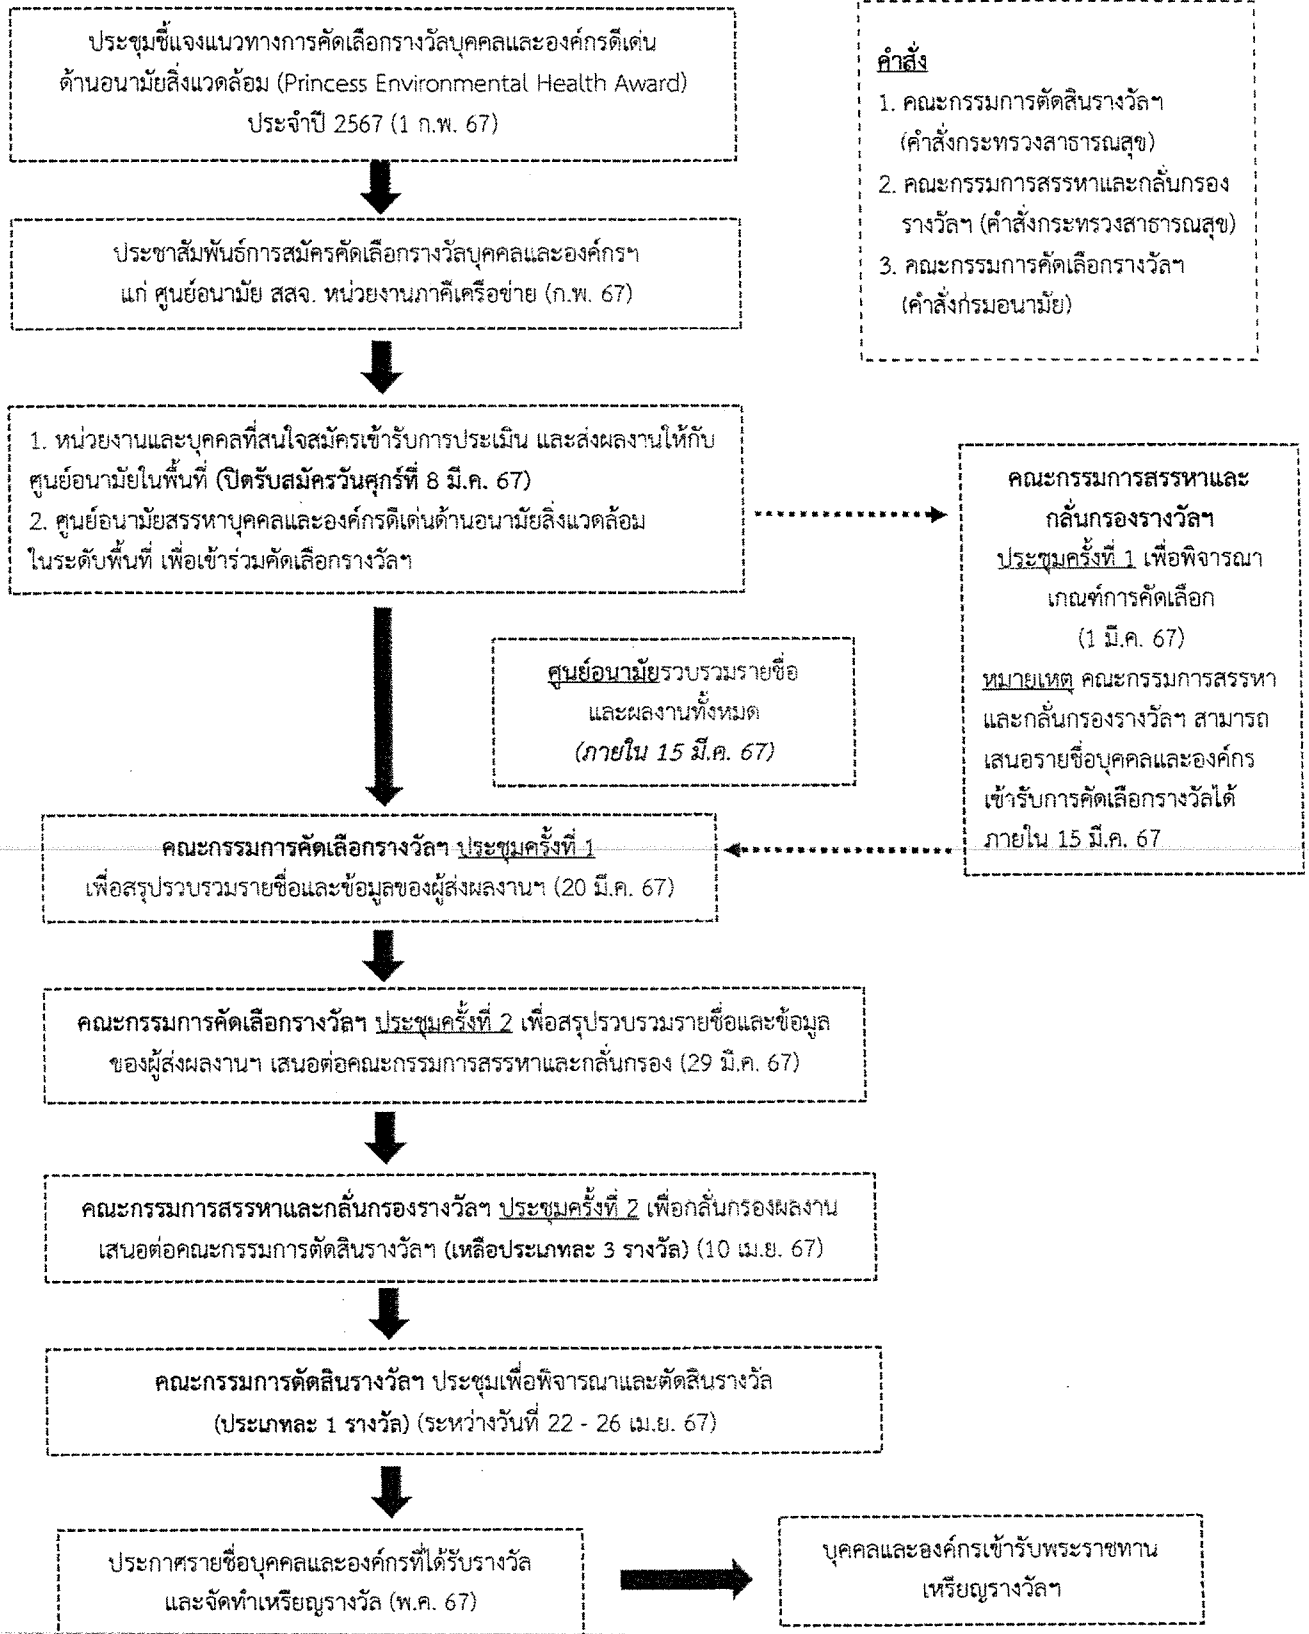 ประชุมชี้แจงแนวทางการคัดเลือกรางวัลบุคคลและองค์กรดีเด่น
ด้านอนามัยสิ่งแวดล้อม (Princess Environmental Health Award)
ประจำปี 2567 (1 ก.พ. 67)
คำสั่ง
1. คณะกรรมการตัดสินรางวัลฯ
(คำสั่งกระทรวงสาธารณสุข)
2. คณะกรรมการสรรหาและกลั่นกรอง
รางวัลฯ (คำสั่งกระทรวงสาธารณสุข)
3. คณะกรรมการคัดเลือกรางวัลฯ
(คำสั่งกรมอนามัย)
ประชาสัมพันธ์การสมัครคัดเลือกรางวัลบุคคลและองค์กรฯ
แก่ ศูนย์อนามัย สสจ. หน่วยงานภาคีเครือข่าย (ก.พ. 67)
1. หน่วยงานและบุคคลที่สนใจสมัครเข้ารับการประเมิน และส่งผลงานให้กับ
ศูนย์อนามัยในพื้นที่ (ปิดรับสมัครวันศุกร์ที่ 8 มี.ค. 67)
2. ศูนย์อนามัยสรรหาบุคคลและองค์กรดีเด่นด้านอนามัยสิ่งแวดล้อม
ในระดับพื้นที่ เพื่อเข้าร่วมคัดเลือกรางวัลฯ
คณะกรรมการสรรหาและ
กลั่นกรองรางวัลฯ
ประชุมครั้งที่ 1 เพื่อพิจารณา
เกณฑ์การคัดเลือก
(1 มี.ค. 67)
หมายเหตุ คณะกรรมการสรรหา
และกลั่นกรองรางวัลฯ สามารถ
เสนอรายชื่อบุคคลและองค์กร
เข้ารับการคัดเลือกรางวัลได้
ภายใน 15 มี.ค. 67
ศูนย์อนามัยรวบรวมรายชื่อ
และผลงานทั้งหมด
(ภายใน 15 มี.ค. 67)
คณะกรรมการคัดเลือกรางวัลฯ ประชุมครั้งที่ 1
เพื่อสรุปรวบรวมรายชื่อและข้อมูลของผู้ส่งผลงานฯ (20 มี.ค. 67)
คณะกรรมการคัดเลือกรางวัลฯ ประชุมครั้งที่ 2 เพื่อสรุปรวบรวมรายชื่อและข้อมูล
ของผู้ส่งผลงานฯ เสนอต่อคณะกรรมการสรรหาและกลั่นกรอง (29 มี.ค. 67)
คณะกรรมการสรรหาและกลั่นกรองรางวัลฯ ประชุมครั้งที่ 2 เพื่อกลั่นกรองผลงาน
เสนอต่อคณะกรรมการตัดสินรางวัลฯ (เหลือประเภทละ 3 รางวัล) (10 เม.ย. 67)
คณะกรรมการตัดสินรางวัลฯ ประชุมเพื่อพิจารณาและตัดสินรางวัล
(ประเภทละ 1 รางวัล) (ระหว่างวันที่ 22 - 26 เม.ย. 67)
ประกาศรายชื่อบุคคลและองค์กรที่ได้รับรางวัล
และจัดทำเหรียญรางวัล (พ.ค. 67)
บุคคลและองค์กรเข้ารับพระราชทาน
เหรียญรางวัลฯ